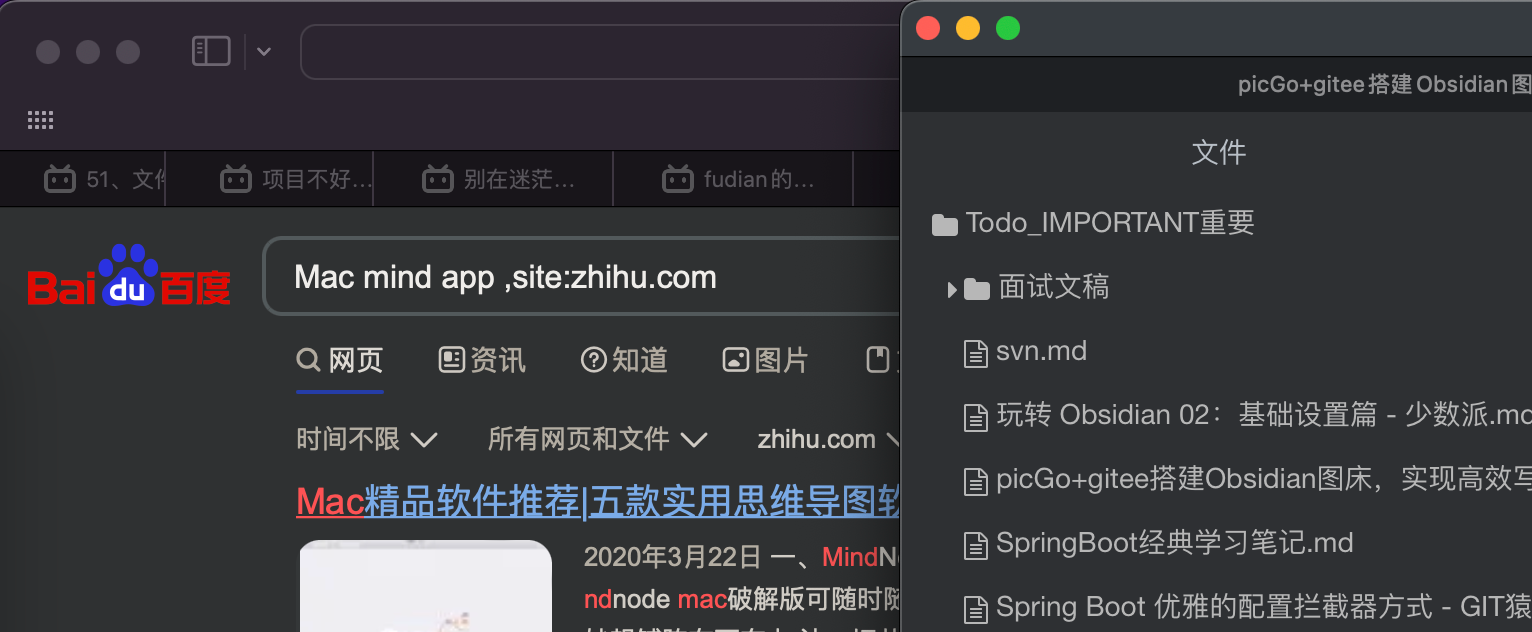 51、文件
项目不好…
别在迷茫…
fudian的…
Bai du 百度
Mac mind app ,site:zhihu.com
网页
资讯
知道
图片
时间不限
所有网页和文件
zhihu.com
Mac精品软件推荐|五款实用思维导图软
2020年3月22日 一、MindN
ndnode mac破解版可随时随
picGo+gitee搭建Obsidian图
文件
Todo_IMPORTANT重要
面试文稿
svn.md
玩转 Obsidian 02：基础设置篇 - 少数派.md
picGo+gitee搭建Obsidian图床，实现高效写
SpringBoot经典学习笔记.md
Spring Boot 优雅的配置拦截器方式 - GIT猿